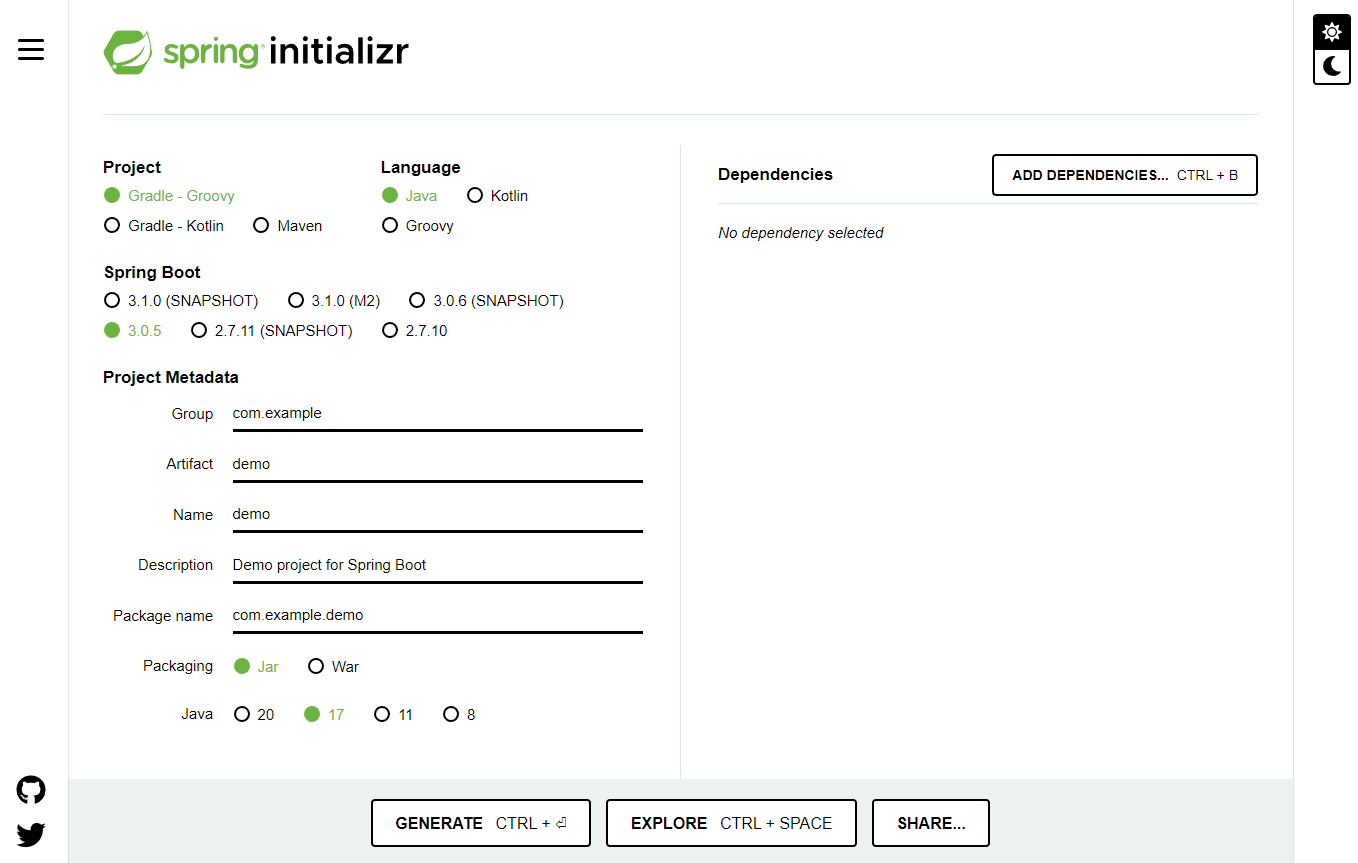 spring initializr
Project
Gradle - Groovy
Gradle - Kotlin Maven
Language
Java Kotlin
Groovy
Spring Boot
3.1.0 (SNAPSHOT) 3.1.0 (M2) 3.0.6 (SNAPSHOT)
3.0.5 2.7.11 (SNAPSHOT) 2.7.10
Project Metadata
Group com.example
Artifact demo
Name demo
Description Demo project for Spring Boot
Package name com.example.demo
Packaging Jar War
Java 20 17 11 8
Dependencies ADD DEPENDENCIES... CTRL + B
No dependency selected
GENERATE CTRL + ⏎ EXPLORE CTRL + SPACE SHARE...